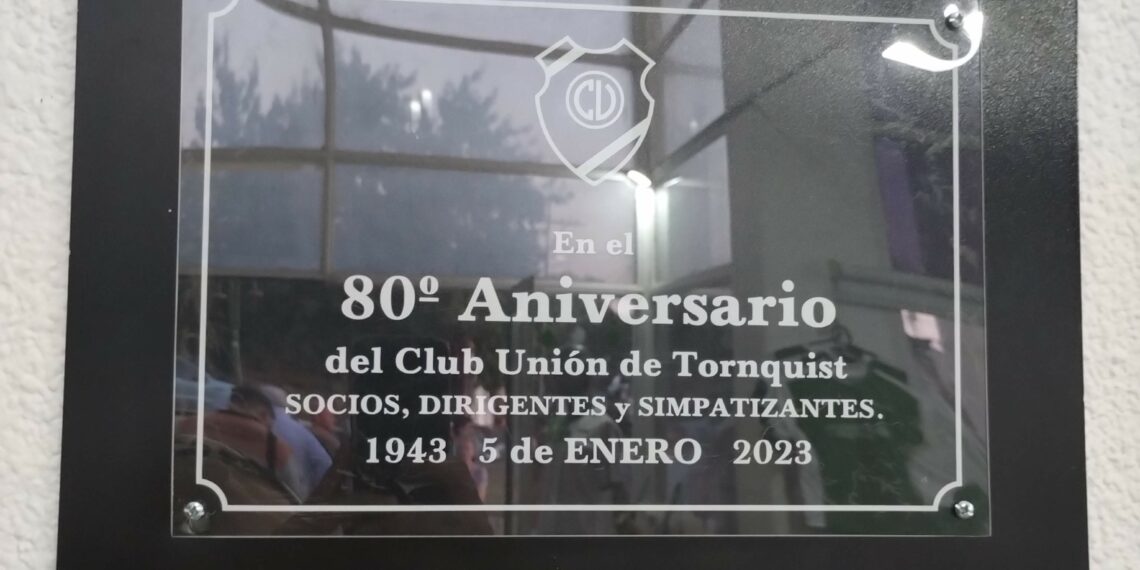 CU
En el
80º Aniversario
del Club Unión de Tornquist
SOCIOS, DIRIGENTES y SIMPATIZANTES.
1943 5 de ENERO 2023